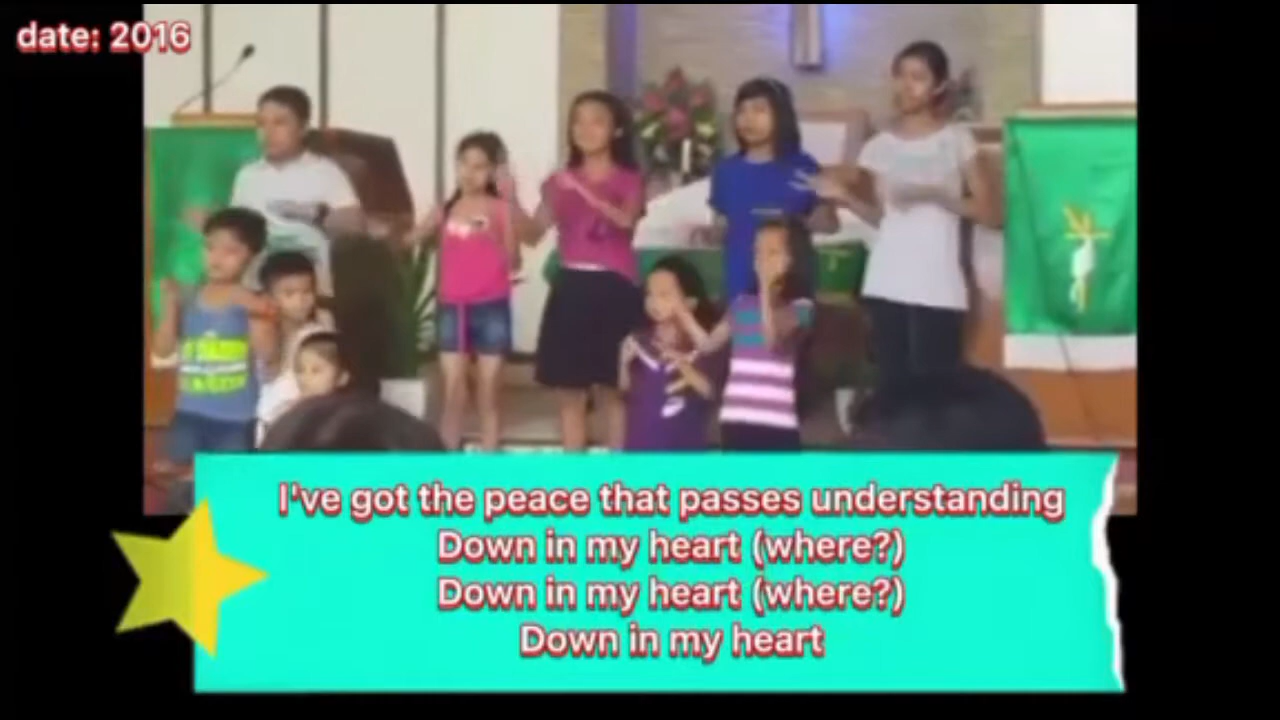 date: 2016
I've got the peace that passes understanding
Down in my heart (where?)
Down in my heart (where?)
Down in my heart